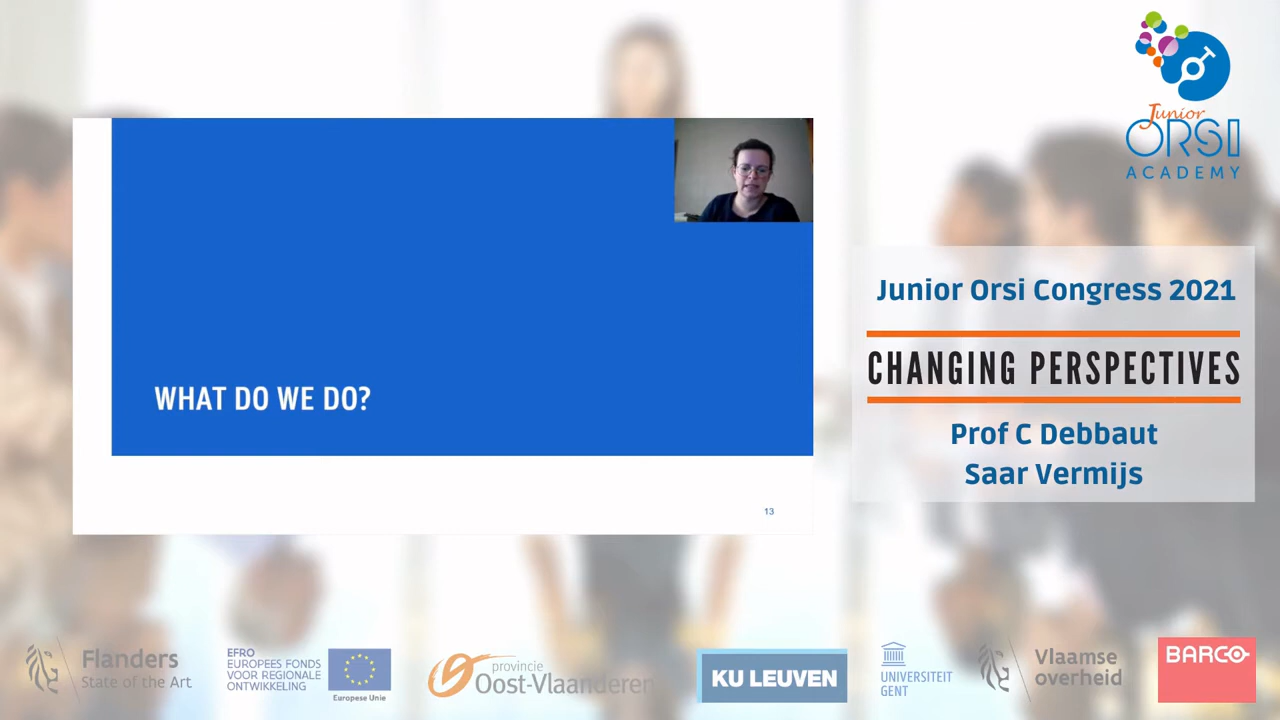 Junior
ORSI
ACADEMY
WHAT DO WE DO?
13
Junior Orsi Congress 2021
CHANGING PERSPECTIVES
Prof C Debbaut
Saar Vermijs
Flanders
State of the Art
EFRO
EUROPEES FONDS
VOOR REGIONALE
ONTWIKKELING
Europese Unie
provincie
Oost-Vlaanderen
KU LEUVEN
UNIVERSITEIT
GENT
Vlaamse
overheid
BARCO